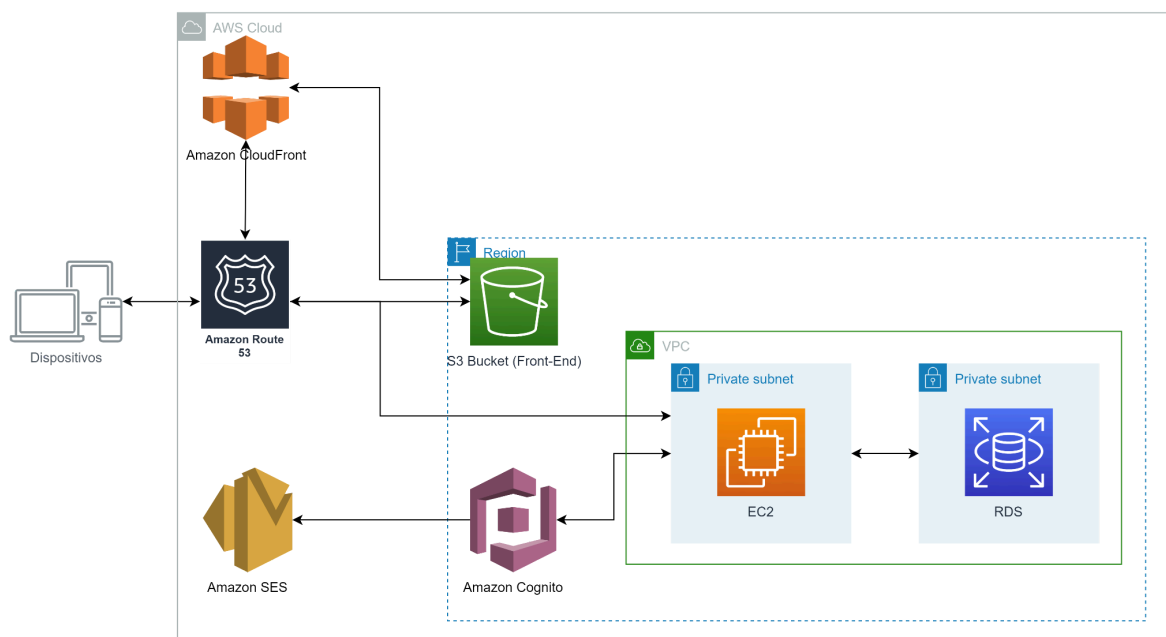 AWS Cloud
Amazon CloudFront
53
Amazon Route
53
Dispositivos
Region
S3 Bucket (Front-End)
VPC
Private subnet
EC2
Private subnet
RDS
Amazon SES
Amazon Cognito